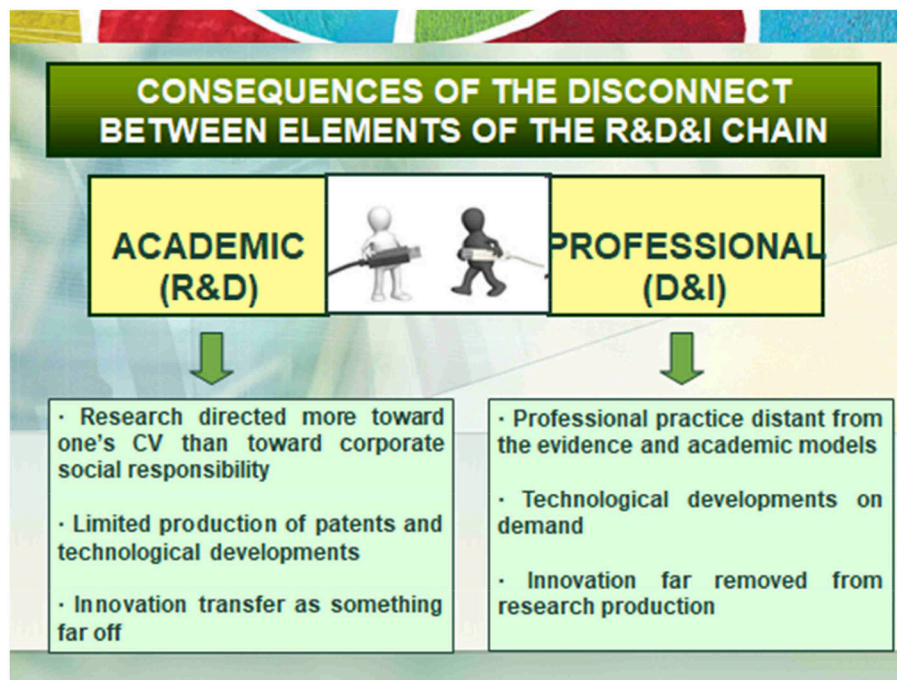 CONSEQUENCES OF THE DISCONNECT
BETWEEN ELEMENTS OF THE R&D&I CHAIN
ACADEMIC
(R&D)
PROFESSIONAL
(D&I)
· Research directed more toward
one's CV than toward corporate
social responsibility
· Limited production of patents and
technological developments
· Innovation transfer as something
far off
· Professional practice distant from
the evidence and academic models
· Technological developments on
demand
· Innovation far removed from
research production